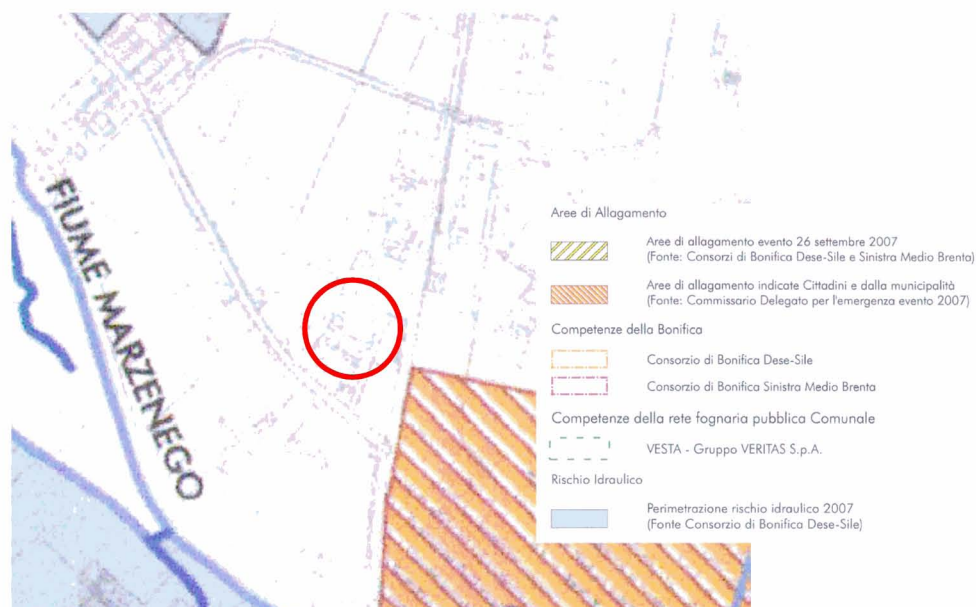 FIUME MARZENEGO
Aree di Allagamento
Aree di allagamento evento 26 settembre 2007
(Fonte: Consorzi di Bonifica Dese-Sile e Sinistra Medio Brenta)
Aree di allagamento indicate Cittadini e dalla municipalità
(Fonte: Commissario Delegato per l'emergenza evento 2007)
Competenze della Bonifica
Consorzio di Bonifica Dese-Sile
Consorzio di Bonifica Sinistra Medio Brenta
Competenze della rete fognaria pubblica Comunale
VESTA - Gruppo VERITAS S.p.A.
Rischio Idraulico
Perimetrazione rischio idraulico 2007
(Fonte Consorzio di Bonifica Dese-Sile)